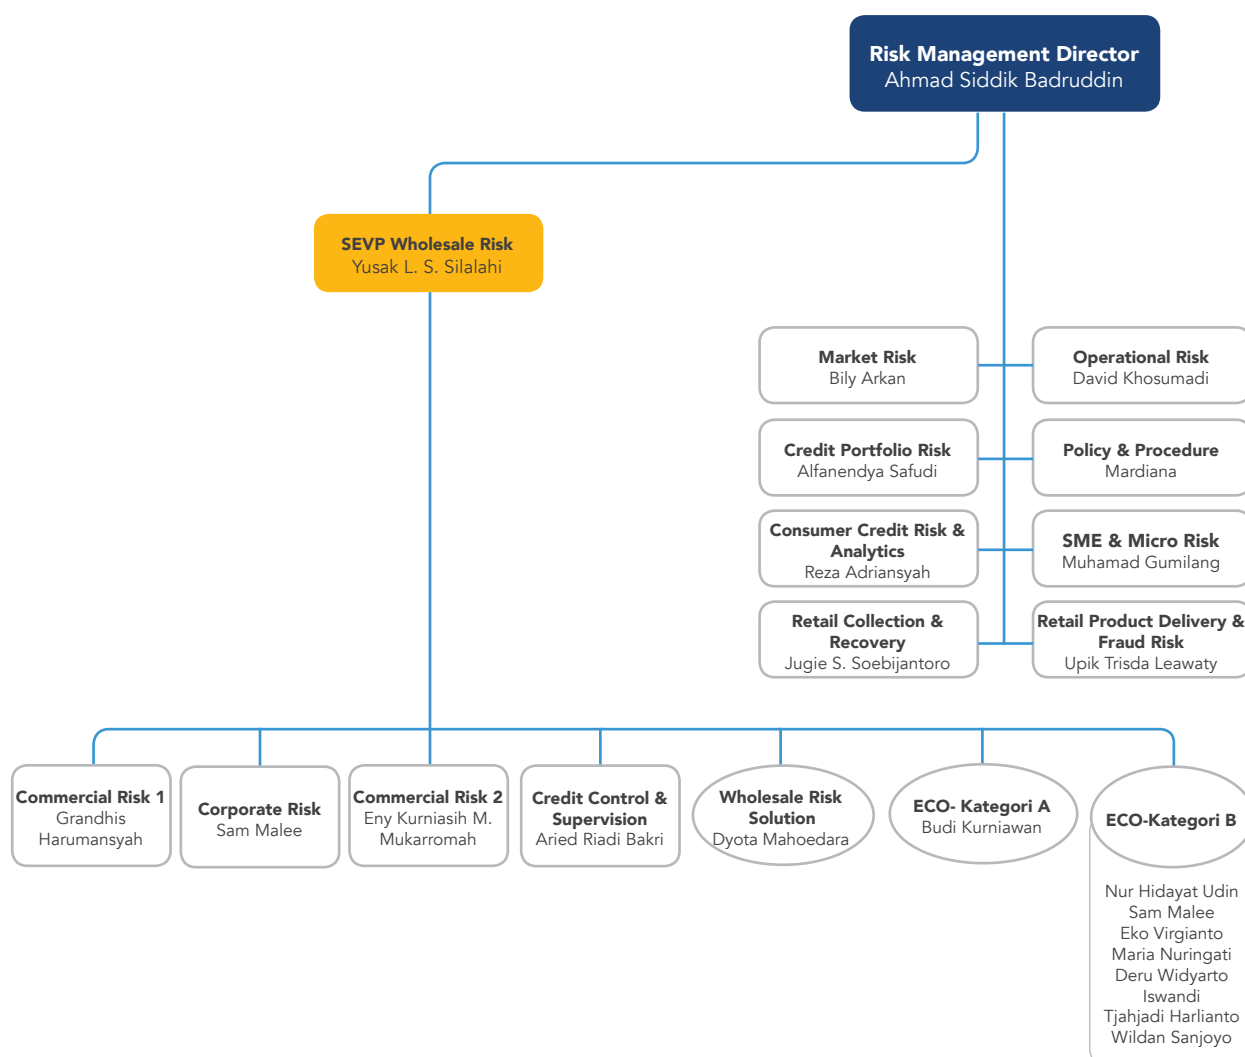 Risk Management Director
Ahmad Siddik Badruddin
SEVP Wholesale Risk
Yusak L. S. Silalahi
Market Risk
Bily Arkan
Operational Risk
David Khosumadi
Credit Portfolio Risk
Alfanendya Safudi
Policy & Procedure
Mardiana
Consumer Credit Risk &
Analytics
Reza Adriansyah
SME & Micro Risk
Muhamad Gumilang
Retail Collection &
Recovery
Jugie S. Soebijantoro
Retail Product Delivery &
Fraud Risk
Upik Trisda Leawaty
Commercial Risk 1
Grandhis
Harumansyah
Corporate Risk
Sam Malee
Commercial Risk 2
Eny Kurniasih M.
Mukarromah
Credit Control &
Supervision
Aried Riadi Bakri
Wholesale Risk
Solution
Dyota Mahoedara
ECO- Kategori A
Budi Kurniawan
ECO-Kategori B
Nur Hidayat Udin
Sam Malee
Eko Virgianto
Maria Nuringati
Deru Widyarto
Iswandi
Tjahjadi Harlianto
Wildan Sanjoyo